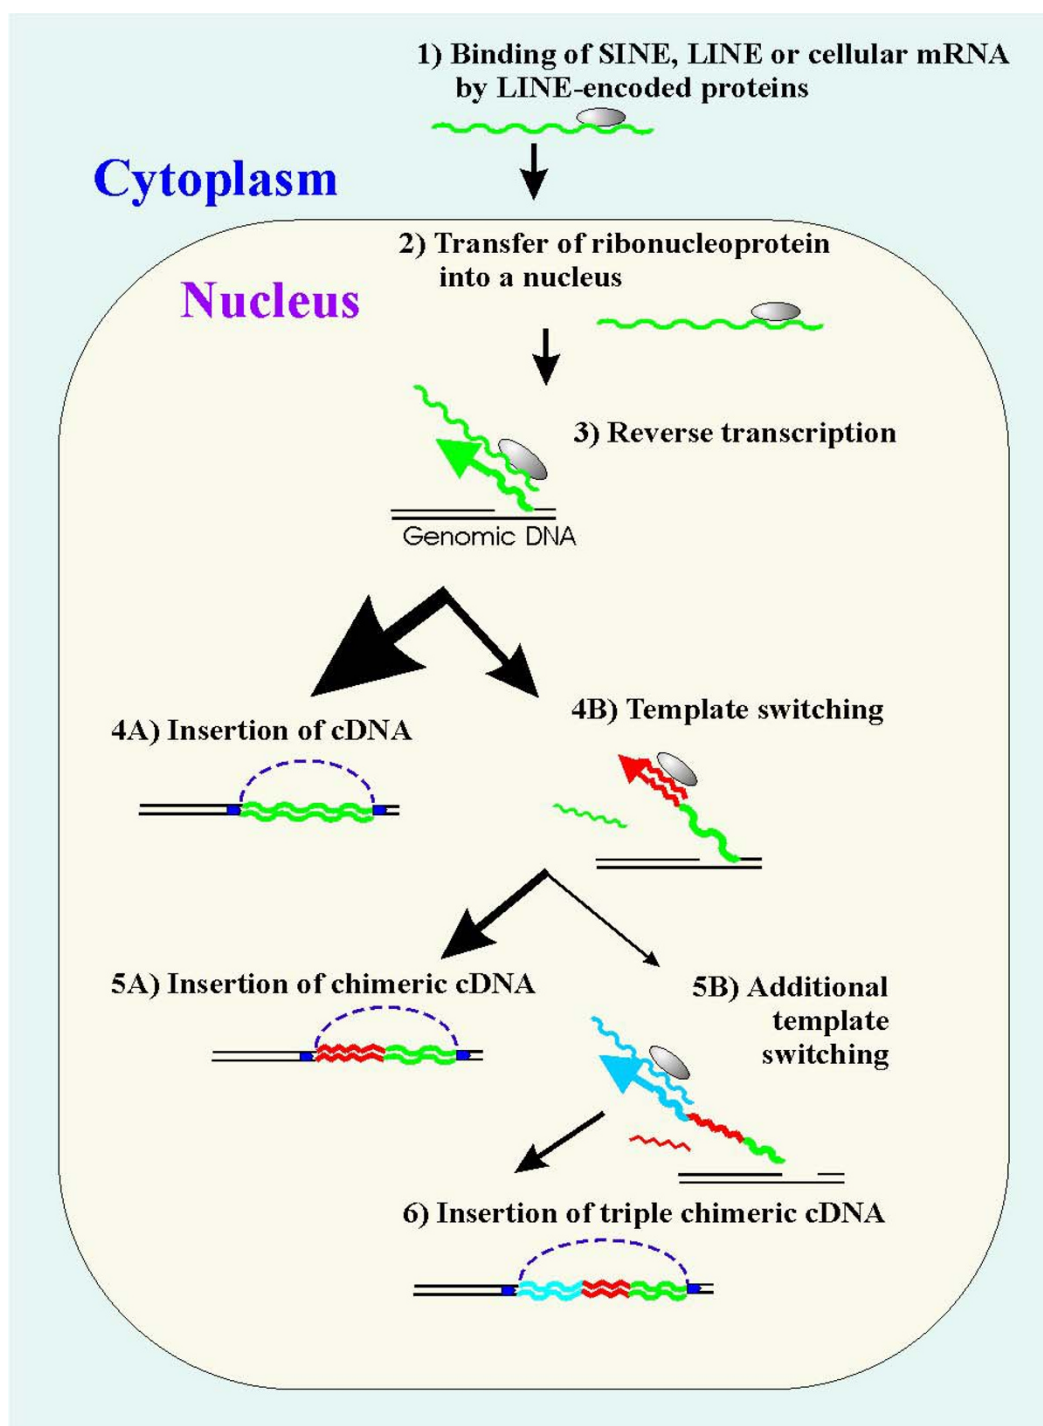 1) Binding of SINE, LINE or cellular mRNA
by LINE-encoded proteins
Cytoplasm
2) Transfer of ribonucleoprotein
into a nucleus
Nucleus
3) Reverse transcription
Genomic DNA
4A) Insertion of cDNA
4B) Template switching
5A) Insertion of chimeric cDNA
5B) Additional
template
switching
6) Insertion of triple chimeric cDNA